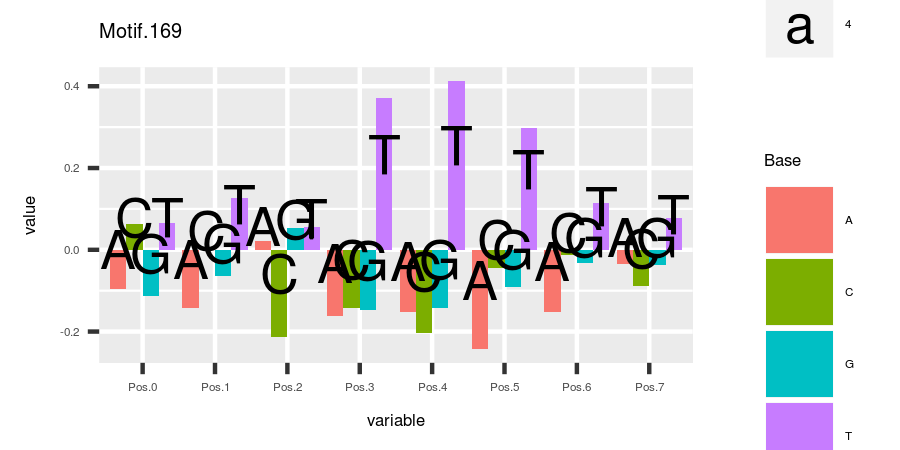 Motif.169
a 4
0.4
0.2
0.0
-0.2
value
A C G T A C G T A C G T A C G T A C G T A C G T A C G T A C G T
Pos.0 Pos.1 Pos.2 Pos.3 Pos.4 Pos.5 Pos.6 Pos.7
variable
Base
A
C
G
T